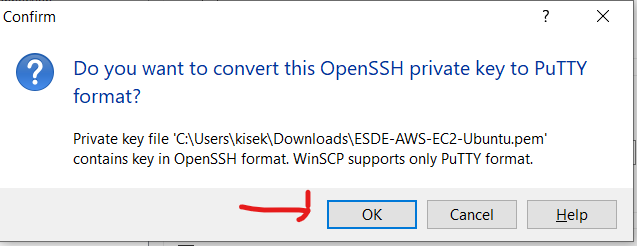 Confirm
?
Do you want to convert this OpenSSH private key to PuTTY
format?
Private key file 'C:\Users\kisek\Downloads\ESDE-AWS-EC2-Ubuntu.pem'
contains key in OpenSSH format. WinSCP supports only PuTTY format.
OK Cancel Help